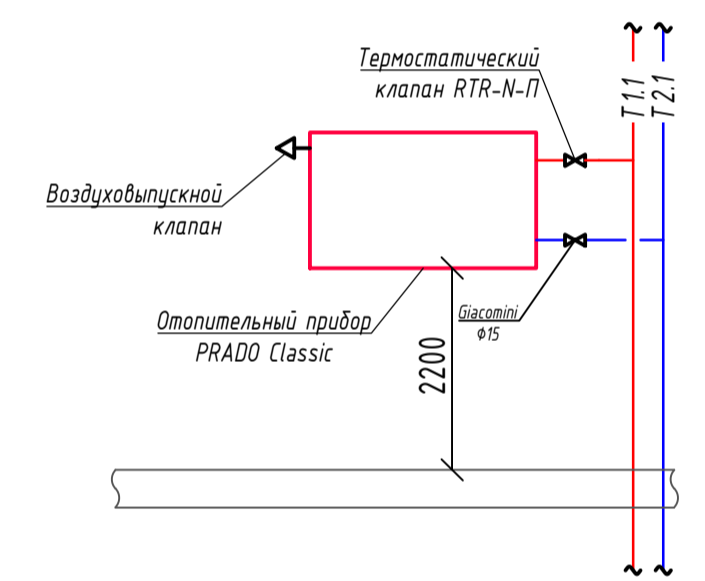 Термостатический
клапан RTR-N-П
Т1.1
Т2.1
Воздуховыпускной
клапан
Отопительный прибор
PRADO Classic
Giacomini
ф15
2200